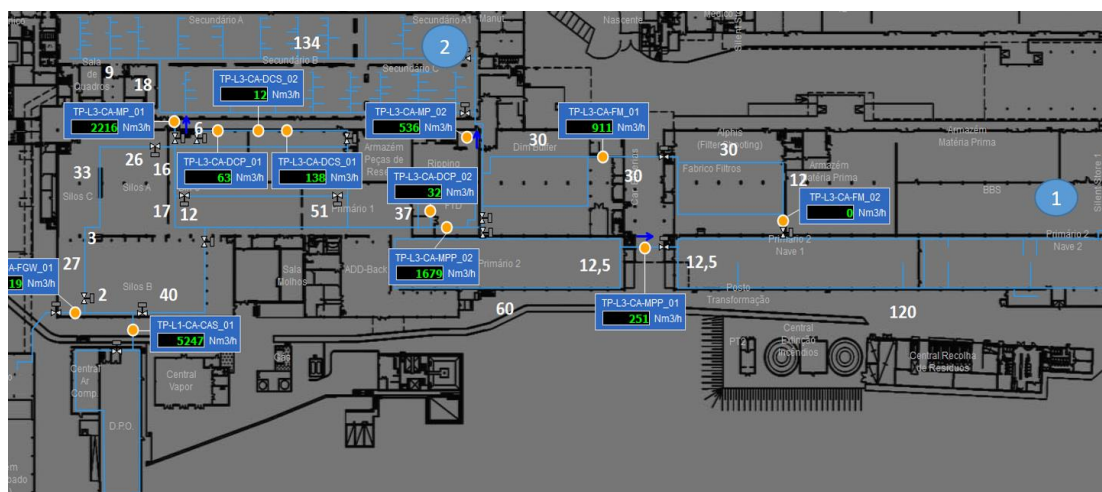 Secundário A
Secundário A1
Manut
Nascente
134
2
Secundário B
Sala
de
Quadros
9
18
Secundário C
TP-L3-CA-DCS_02
12 Nm3/h
TP-L3-CA-MP_01
2216 Nm3/h
TP-L3-CA-MP_02
536 Nm3/h
TP-L3-CA-FM_01
911 Nm3/h
6
30
Dim Buffer
Alphis
Armazém
Matéria Prima
30
Fabrico Filtros
26
16
33
Silos C
Silos A
TP-L3-CA-DCP_01
63 Nm3/h
TP-L3-CA-DCS_01
138 Nm3/h
Armazém
Peças de
Ripping
TP-L3-CA-DCP_02
32 Nm3/h
30
Armazém
Matéria Prima
12
TP-L3-CA-FM_02
0 Nm3/h
BBS
1
Silent Store 1
17
12
51
Primário 1
37
3
TP-L3-CA-MPP_02
1679 Nm3/h
Primário 2
Nave 1
Primário 2
Nave 2
27
A-FGW_01
19 Nm3/h
Silos B
2
40
Sala
Molhos
ADD-Back
Primário 2
12,5
12,5
60
TP-L3-CA-MPP_01
251 Nm3/h
Posto
Transformação
120
TP-L1-CA-CAS_01
5247 Nm3/h
Central
Ar
Comp.
Central
Vapor
Gás
PT2
Central
Extinção
Incêndios
Central Recolha
de Resíduos
D.P.O